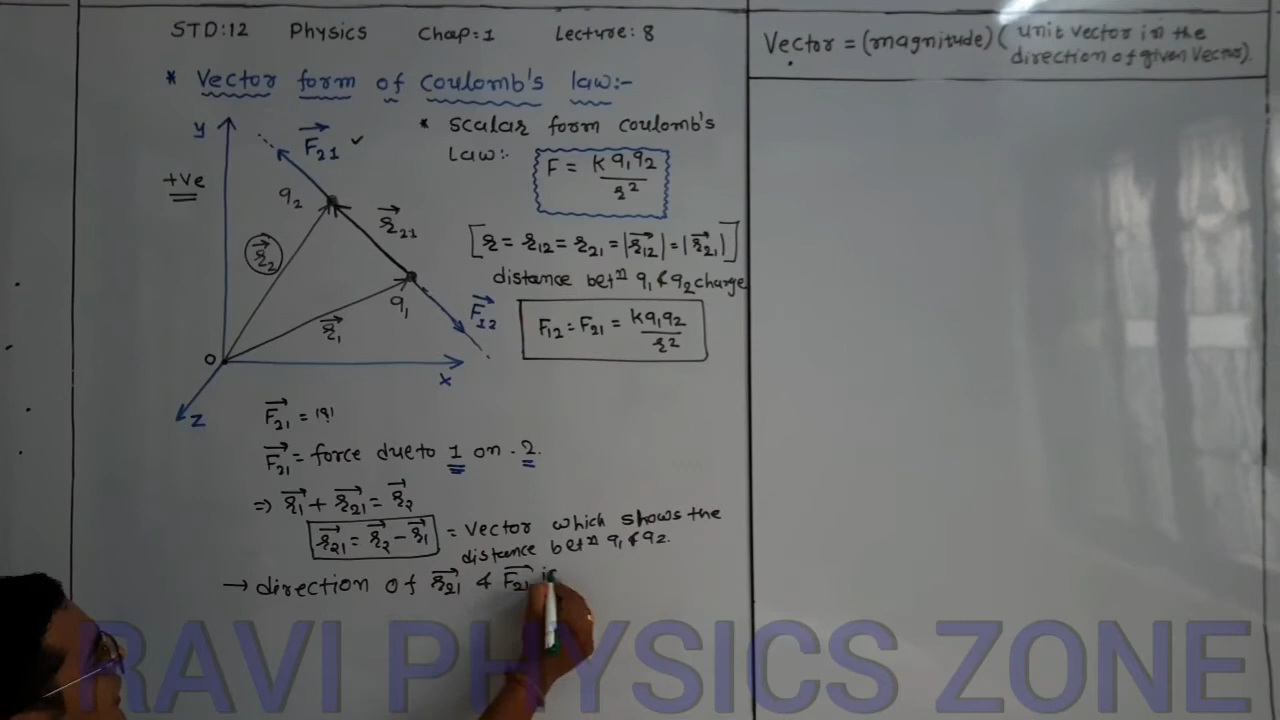 STD:12 Physics Chap:1 Lecture: 8
* Vector form of Coulomb's law:-
y
F21 ✓
+Ve
q2
r21
r2
q1
F12
r1
O
x
z
* Scalar form Coulomb's
Law:-
F = Kq1q2/r2
[r = r12 = r21 = |r12| = |r21|]
distance betn q1 & q2 charge
F12 = F21 = Kq1q2/r2
F21 =
F21 = force due to 1 on. 2.
⇒ r1 + r21 = r2
r21 = r2 - r1 = Vector which shows the
distance betn q1 & q2.
→ direction of r21 & F21 is
Vector = (magnitude) (unit vector in the
direction of given Vector).
RAVI PHYSICS ZONE